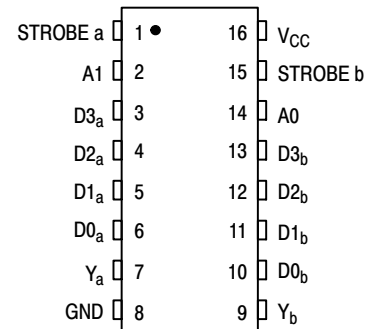 STROBE a 1 16 VCC
A1 2 15 STROBE b
D3a 3 14 A0
D2a 4 13 D3b
D1a 5 12 D2b
D0a 6 11 D1b
Ya 7 10 D0b
GND 8 9 Yb